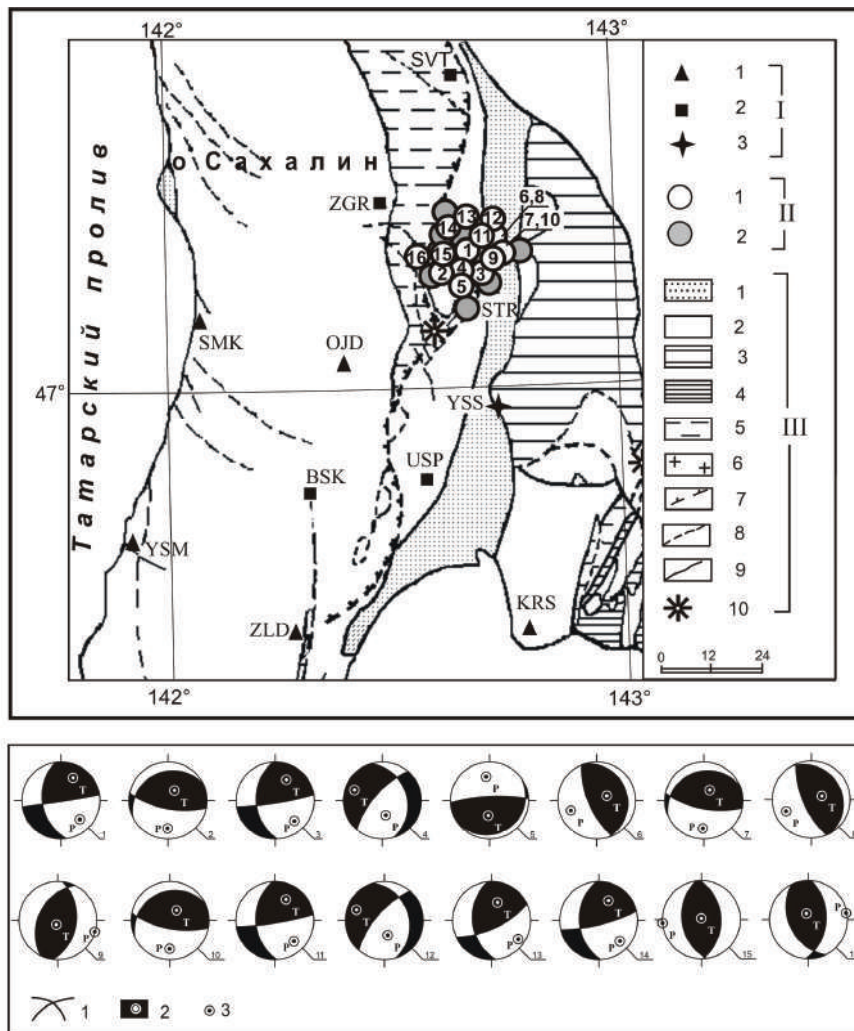 142°
143°
SVT
о Сахалин
ZGR
Татарский пролив
6,8
7,10
13
12
14
11
16
15
1
9
2
4
3
5
STR
SMK
OJD
47°
YSS
BSK
USP
YSM
ZLD
KRS
142°
143°
1
2
3
I
1
2
II
1
2
3
4
5
6
7
8
9
10
III
0 12 24
T P 1
T P 2
T P 3
T P 4
P T 5
P T 6
T P 7
P T 8
T P 9
T P 10
T P 11
T P 12
T P 13
T P 14
P T 15
T P
1 2 3